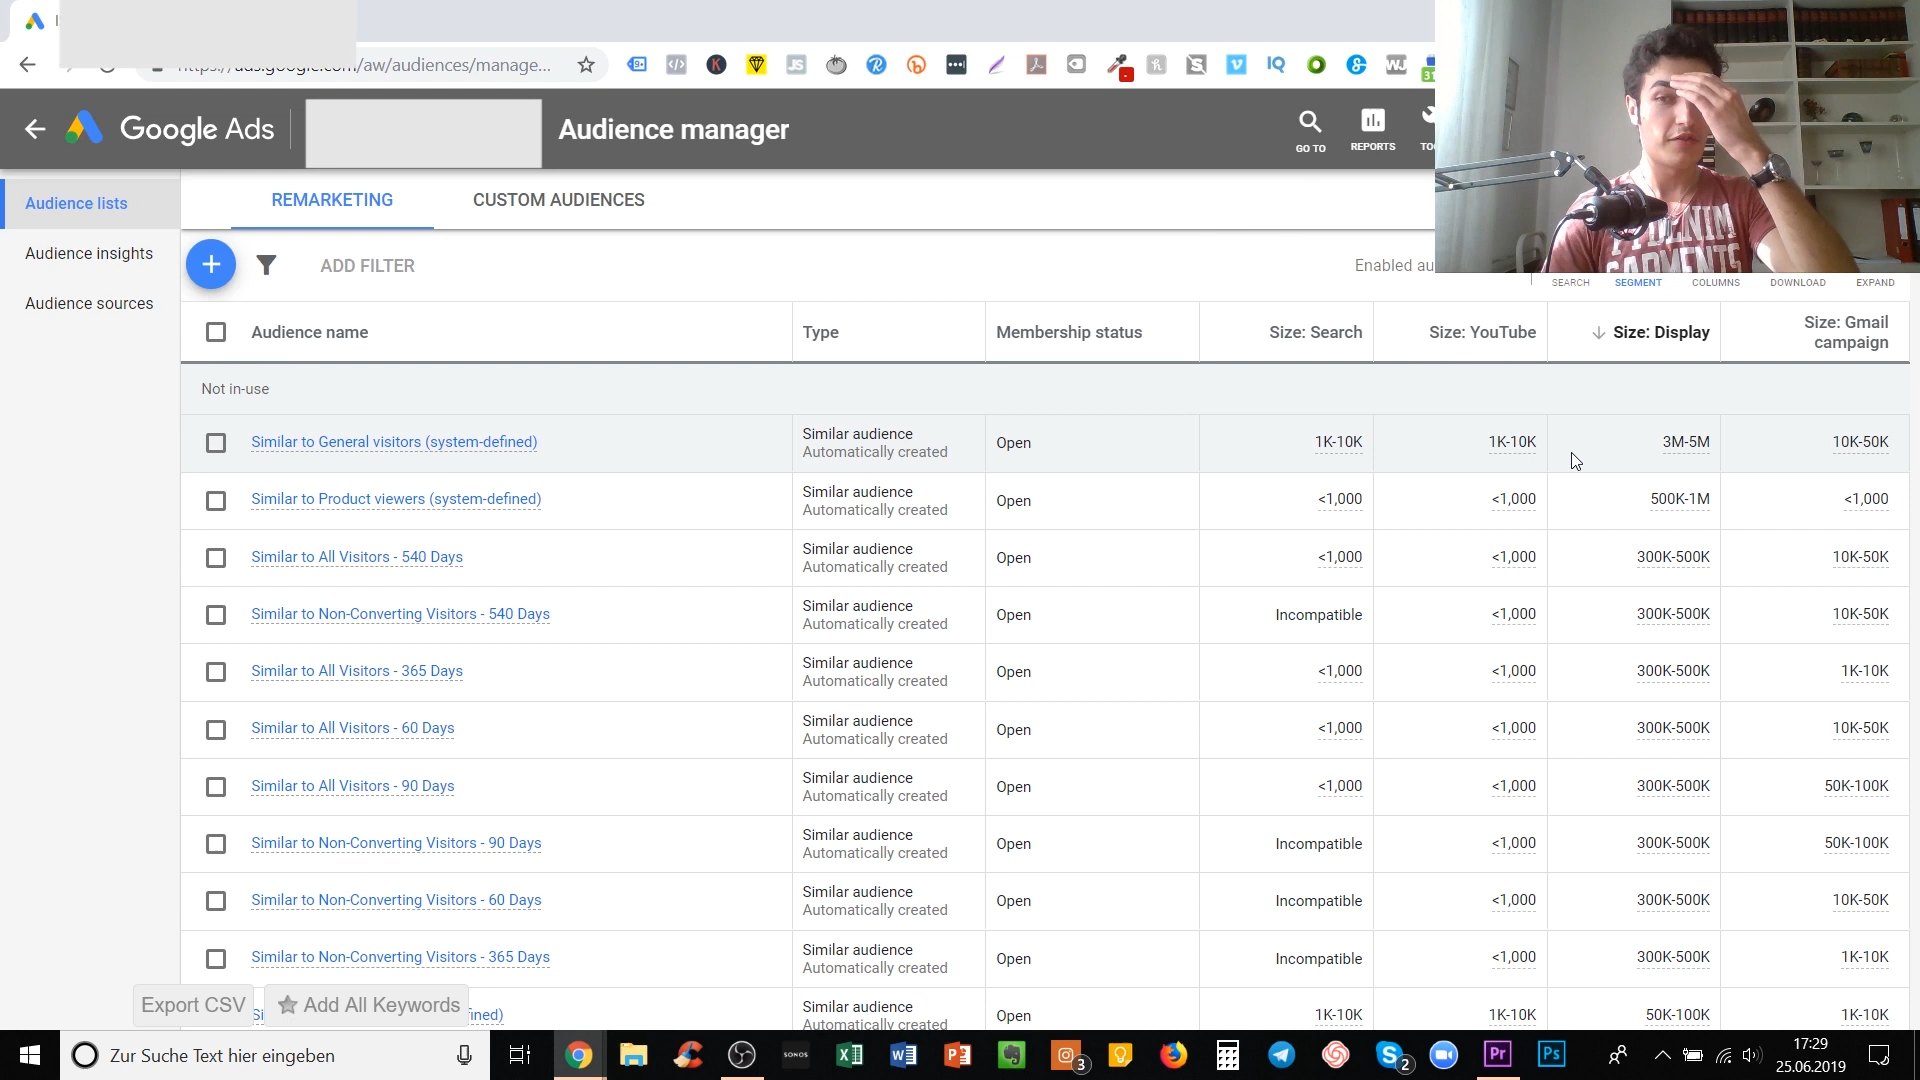 https://ads.google.com/aw/audiences/manage...
JS
IQ
WJ
31
Google Ads
Audience manager
GO TO
REPORTS
Audience lists
Audience insights
Audience sources
REMARKETING
CUSTOM AUDIENCES
ADD FILTER
Enabled
SEARCH
SEGMENT
COLUMNS
DOWNLOAD
EXPAND
DENIM
GARMENTS
Audience name
Type
Membership status
Size: Search
Size: YouTube
Size: Display
Size: Gmail
campaign
Not in-use
Similar to General visitors (system-defined)
Similar audience
Automatically created
Open
1K-10K
1K-10K
3M-5M
10K-50K
Similar to Product viewers (system-defined)
Similar audience
Automatically created
Open
<1,000
<1,000
500K-1M
<1,000
Similar to All Visitors - 540 Days
Similar audience
Automatically created
Open
<1,000
<1,000
300K-500K
10K-50K
Similar to Non-Converting Visitors - 540 Days
Similar audience
Automatically created
Open
Incompatible
<1,000
300K-500K
10K-50K
Similar to All Visitors - 365 Days
Similar audience
Automatically created
Open
<1,000
<1,000
300K-500K
1K-10K
Similar to All Visitors - 60 Days
Similar audience
Automatically created
Open
<1,000
<1,000
300K-500K
10K-50K
Similar to All Visitors - 90 Days
Similar audience
Automatically created
Open
<1,000
<1,000
300K-500K
50K-100K
Similar to Non-Converting Visitors - 90 Days
Similar audience
Automatically created
Open
Incompatible
<1,000
300K-500K
50K-100K
Similar to Non-Converting Visitors - 60 Days
Similar audience
Automatically created
Open
Incompatible
<1,000
300K-500K
10K-50K
Similar to Non-Converting Visitors - 365 Days
Similar audience
Automatically created
Open
Incompatible
<1,000
300K-500K
1K-10K
Similar audience
Automatically created
Open
1K-10K
1K-10K
50K-100K
1K-10K
Export CSV
Add All Keywords
Zur Suche Text hier eingeben
SONOS
3
2
Pr
Ps
17:29
25.06.2019